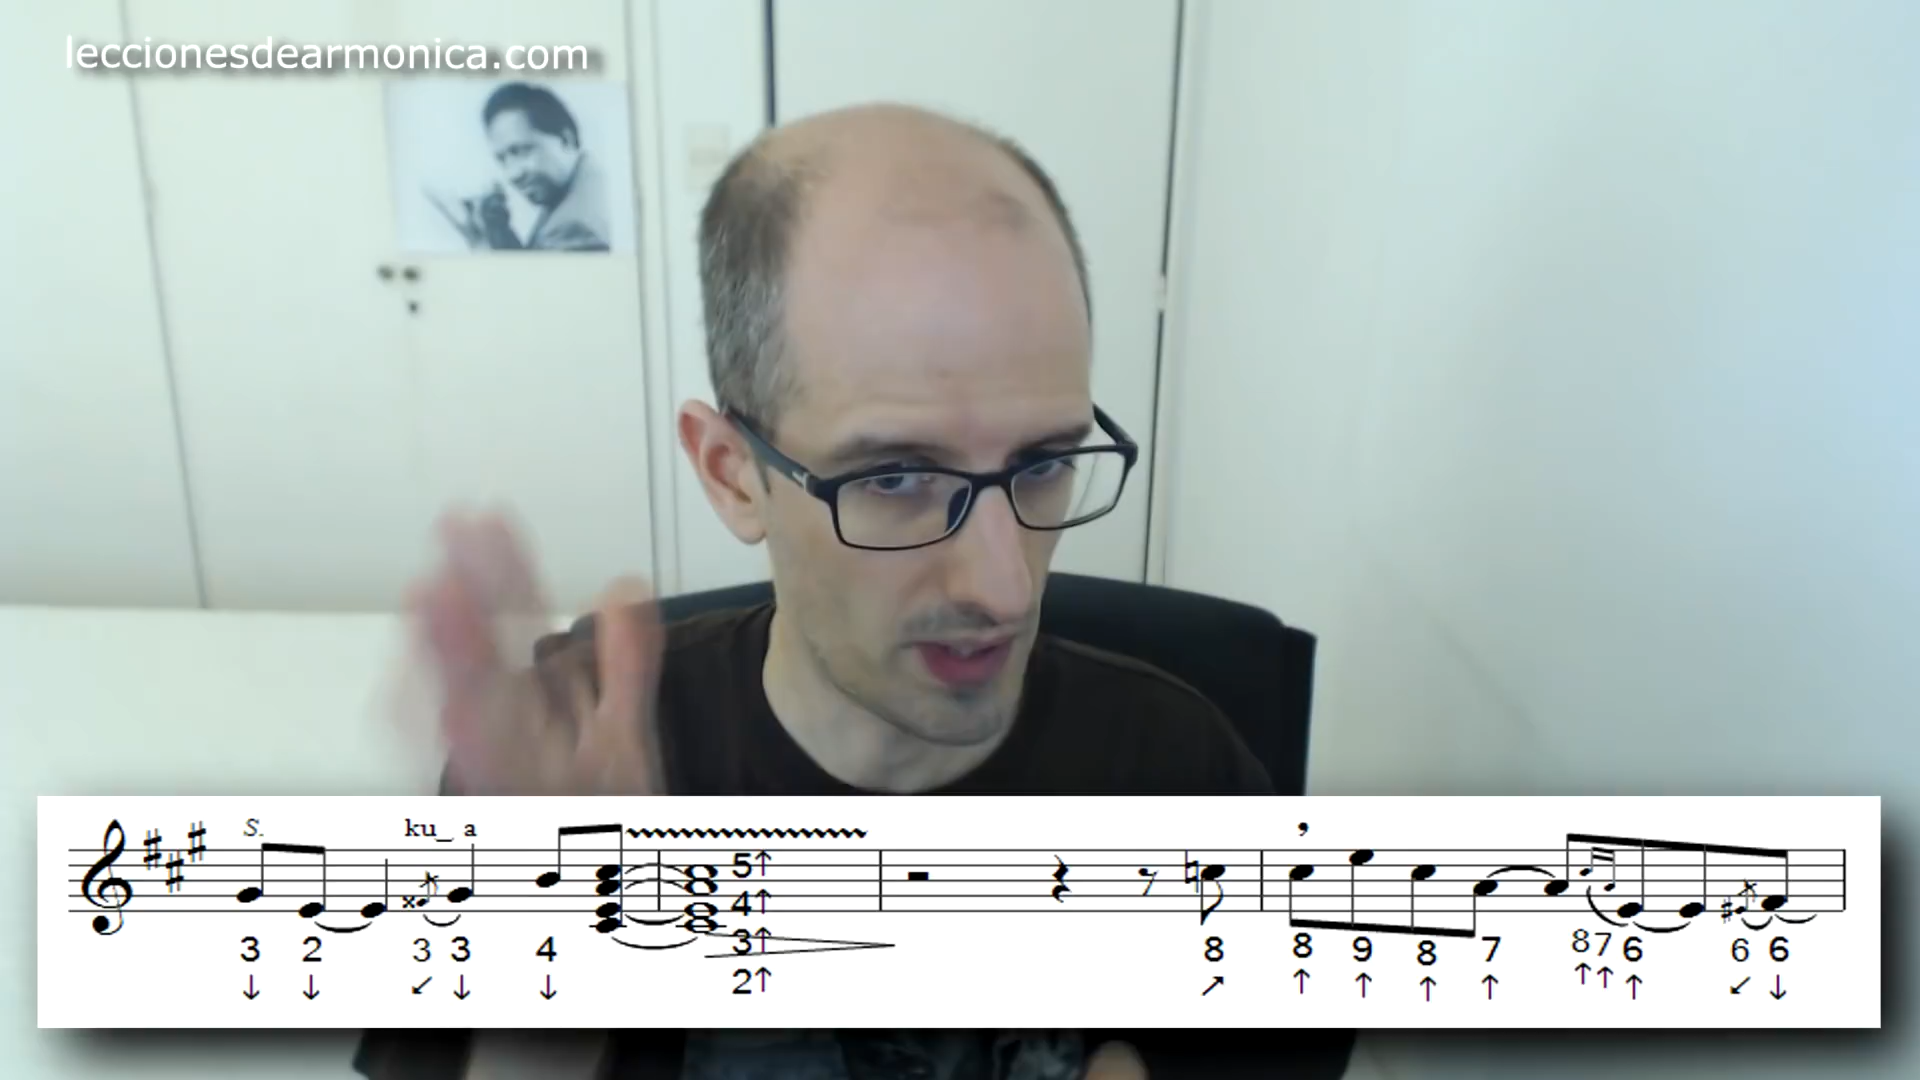 leccionesdearmonica.com
S. ku_ a
5↑
4↑
3↑
2↑
3 2 3 3 4 8 8 9 8 7 8 7 6 6 6
↓ ↓ ↙ ↓ ↓ ↗ ↑ ↑ ↑ ↑ ↑ ↑ ↑ ↙ ↓